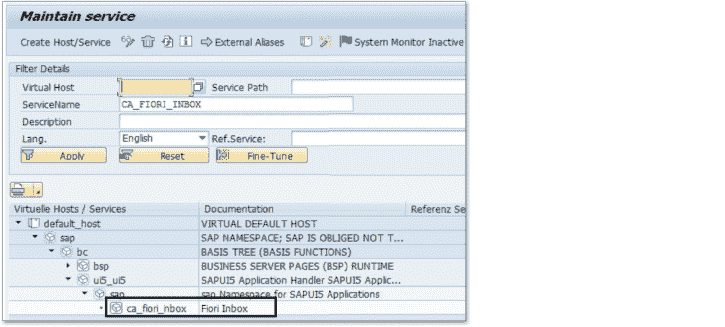 Maintain service
Create Host/Service External Aliases System Monitor Inactive
Filter Details
Virtual Host Service Path
ServiceName CA_FIORI_INBOX
Description
Lang. English Ref.Service:
Apply Reset Fine-Tune
Virtuelle Hosts / Services Documentation Referenz Se
default_host VIRTUAL DEFAULT HOST
sap SAP NAMESPACE; SAP IS OBLIGED NOT T...
bc BASIS TREE (BASIS FUNCTIONS)
bsp BUSINESS SERVER PAGES (BSP) RUNTIME
ui5_ui5 SAPUI5 Application Handler SAPUI5 Applic...
sap sap Namespace for SAPUI5 Applications
ca_fiori_nbox Fiori Inbox